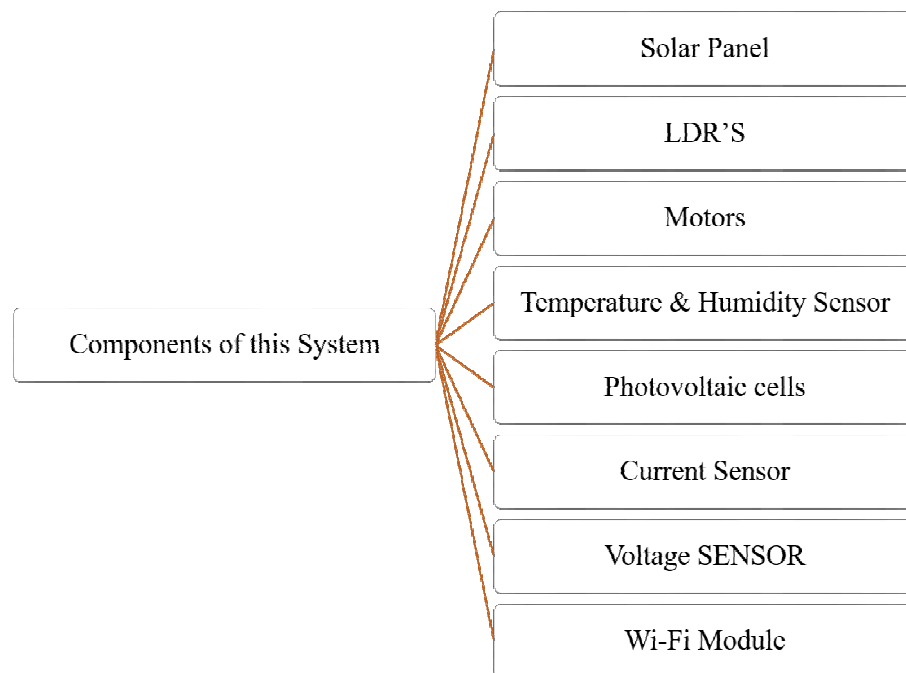 Solar Panel
LDR'S
Motors
Temperature & Humidity Sensor
Components of this System
Photovoltaic cells
Current Sensor
Voltage SENSOR
Wi-Fi Module